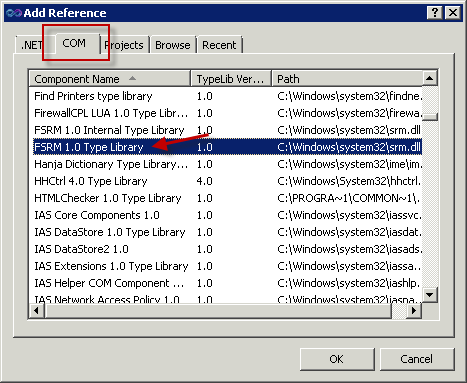 Add Reference
.NET COM Projects Browse Recent
Component Name TypeLib Ver... Path
Find Printers type library 1.0 C:\Windows\system32\findne...
FirewallCPL LUA 1.0 Type Libr... 1.0 C:\Windows\system32\firewa...
FSRM 1.0 Internal Type Library 1.0 C:\Windows\system32\srm.dll
FSRM 1.0 Type Library 1.0 C:\Windows\system32\srm.dll
Hanja Dictionary Type Library... 1.0 C:\Windows\system32\ime\im...
HHCtrl 4.0 Type Library 4.0 C:\Windows\system32\hhctrl...
HTMLChecker 1.0 Type Library 1.0 C:\PROGRA~1\COMMON~1\...
IAS Core Components 1.0 1.0 C:\Windows\system32\iassvc...
IAS DataStore 1.0 Type Library 1.0 C:\Windows\system32\iasdat...
IAS DataStore2 1.0 1.0 C:\Windows\system32\iasads...
IAS Extensions 1.0 Type Library 1.0 C:\Windows\system32\iassa...
IAS Helper COM Component ... 1.0 C:\Windows\system32\iashlp...
IAS Network Access Policy 1.0 1.0 C:\Windows\system32\iasna...
OK Cancel